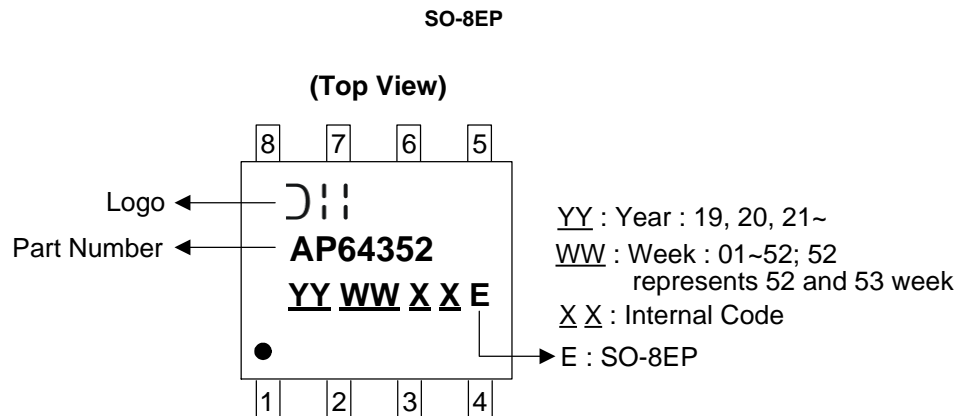 SO-8EP
(Top View)
8 7 6 5
Logo
AP64352
Part Number
YY WW X X E
YY : Year : 19, 20, 21~
WW : Week : 01~52; 52
represents 52 and 53 week
X X : Internal Code
E : SO-8EP
1 2 3 4